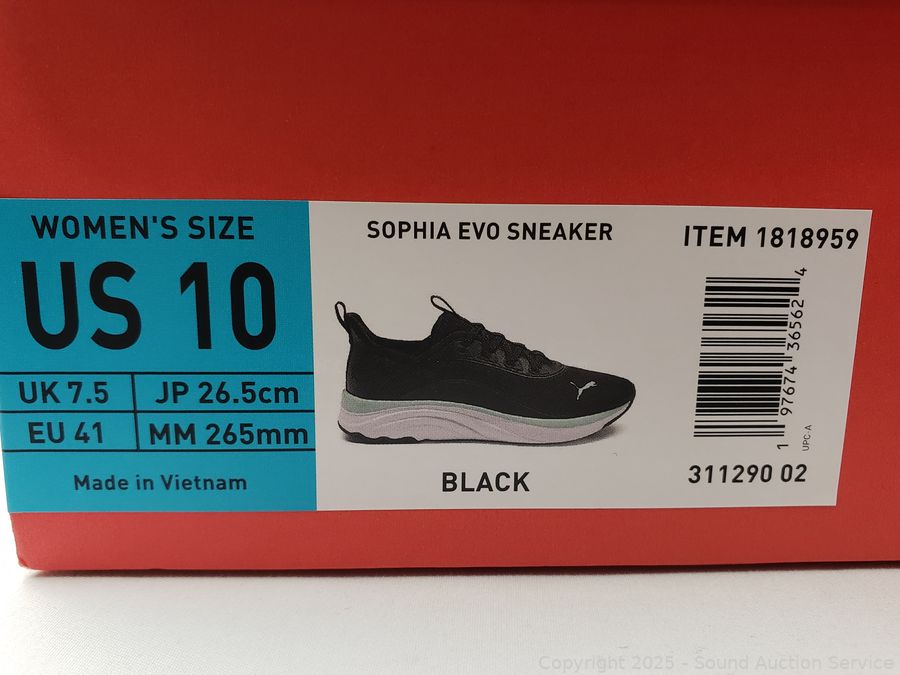 WOMEN'S SIZE
US 10
UK 7.5
JP 26.5cm
EU 41
MM 265mm
Made in Vietnam
SOPHIA EVO SNEAKER
BLACK
ITEM 1818959
1 97674 36562 4
UPC-A
311290 02
Copyright 2025 - Sound Auction Service